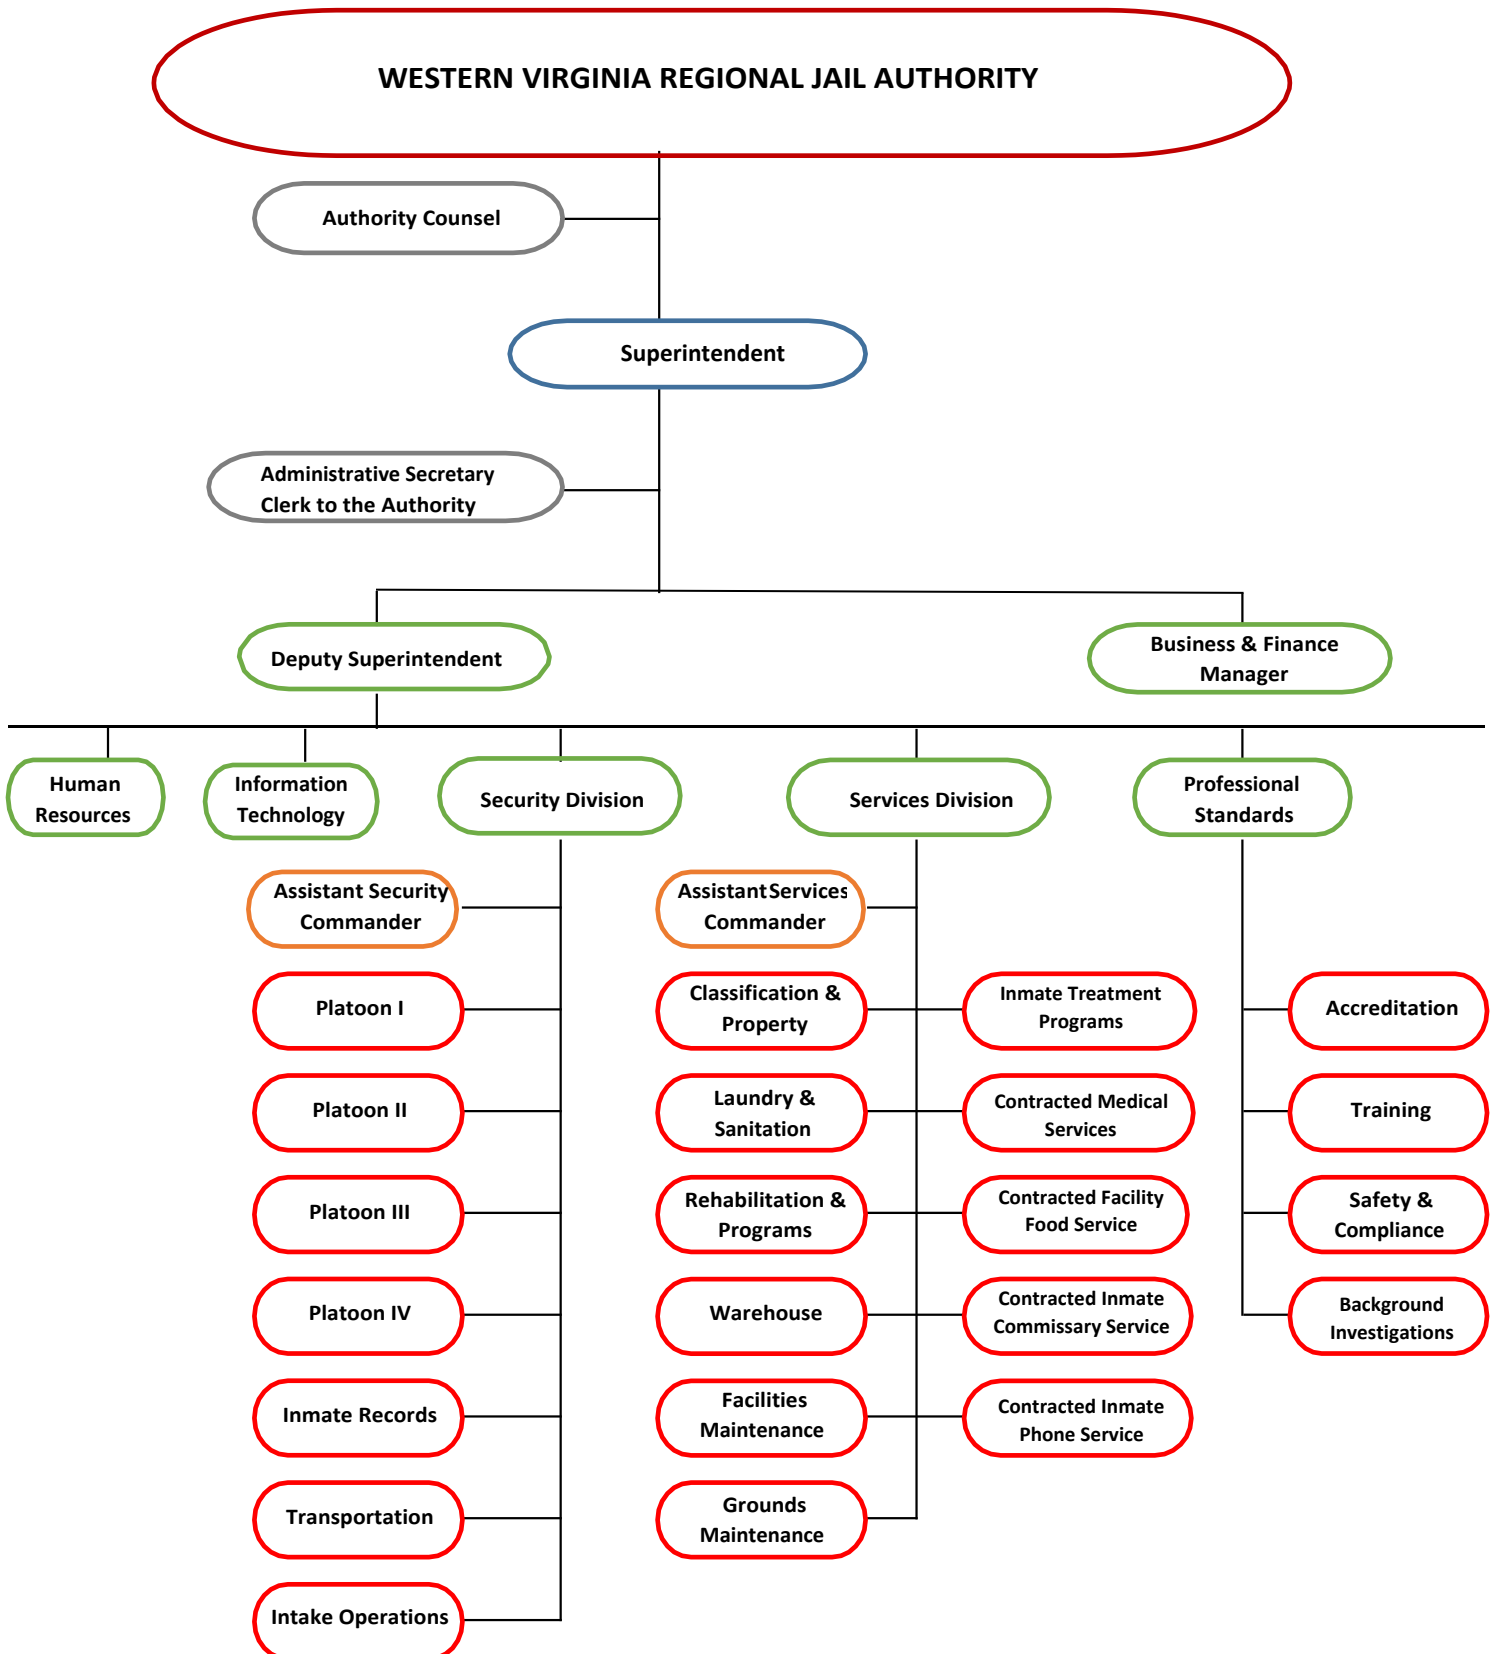 WESTERN VIRGINIA REGIONAL JAIL AUTHORITY
Authority Counsel
Superintendent
Administrative Secretary
Clerk to the Authority
Deputy Superintendent
Business & Finance
Manager
Human
Resources
Information
Technology
Security Division
Services Division
Professional
Standards
Assistant Security
Commander
Platoon I
Platoon II
Platoon III
Platoon IV
Inmate Records
Transportation
Intake Operations
Assistant Services
Commander
Classification &
Property
Laundry &
Sanitation
Rehabilitation &
Programs
Warehouse
Facilities
Maintenance
Grounds
Maintenance
Inmate Treatment
Programs
Contracted Medical
Services
Contracted Facility
Food Service
Contracted Inmate
Commissary Service
Contracted Inmate
Phone Service
Accreditation
Training
Safety &
Compliance
Background
Investigations